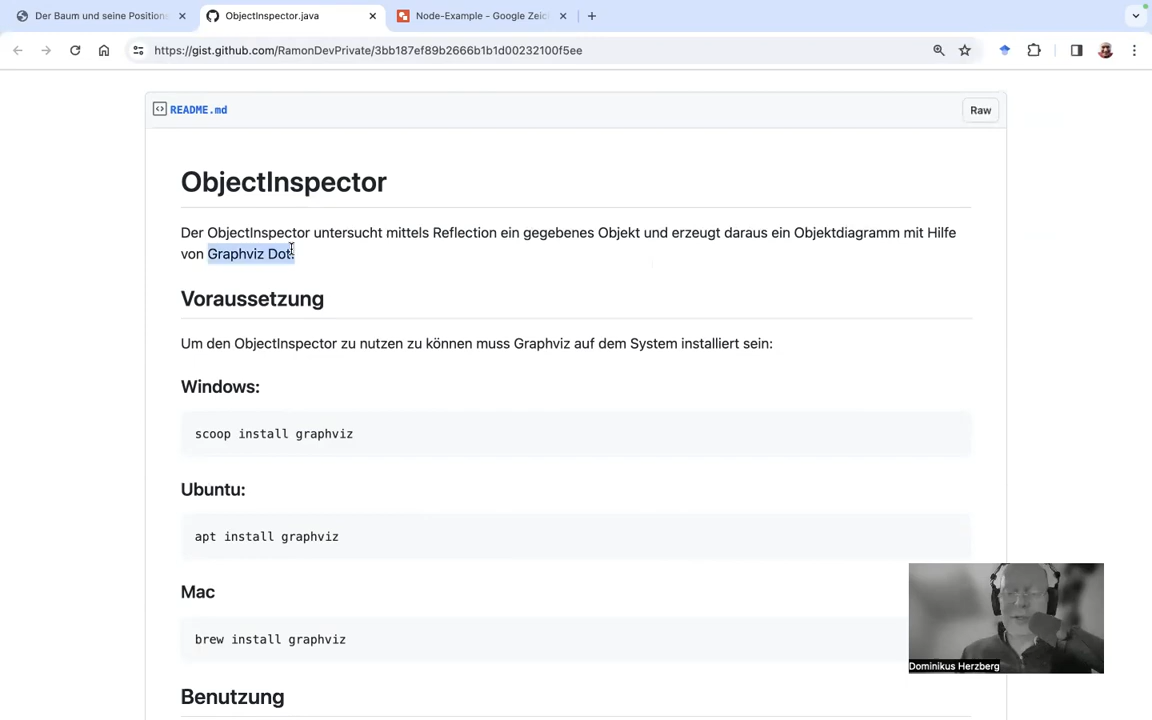 Der Baum und seine Positions
ObjectInspector.java
Node-Example - Google Zeic
https://gist.github.com/RamonDevPrivate/3bb187ef89b2666b1b1d00232100f5ee
README.md
Raw
ObjectInspector
Der ObjectInspector untersucht mittels Reflection ein gegebenes Objekt und erzeugt daraus ein Objektdiagramm mit Hilfe
von Graphviz Dot.
Voraussetzung
Um den ObjectInspector zu nutzen zu können muss Graphviz auf dem System installiert sein:
Windows:
scoop install graphviz
Ubuntu:
apt install graphviz
Mac
brew install graphviz
Dominikus Herzberg
Benutzung